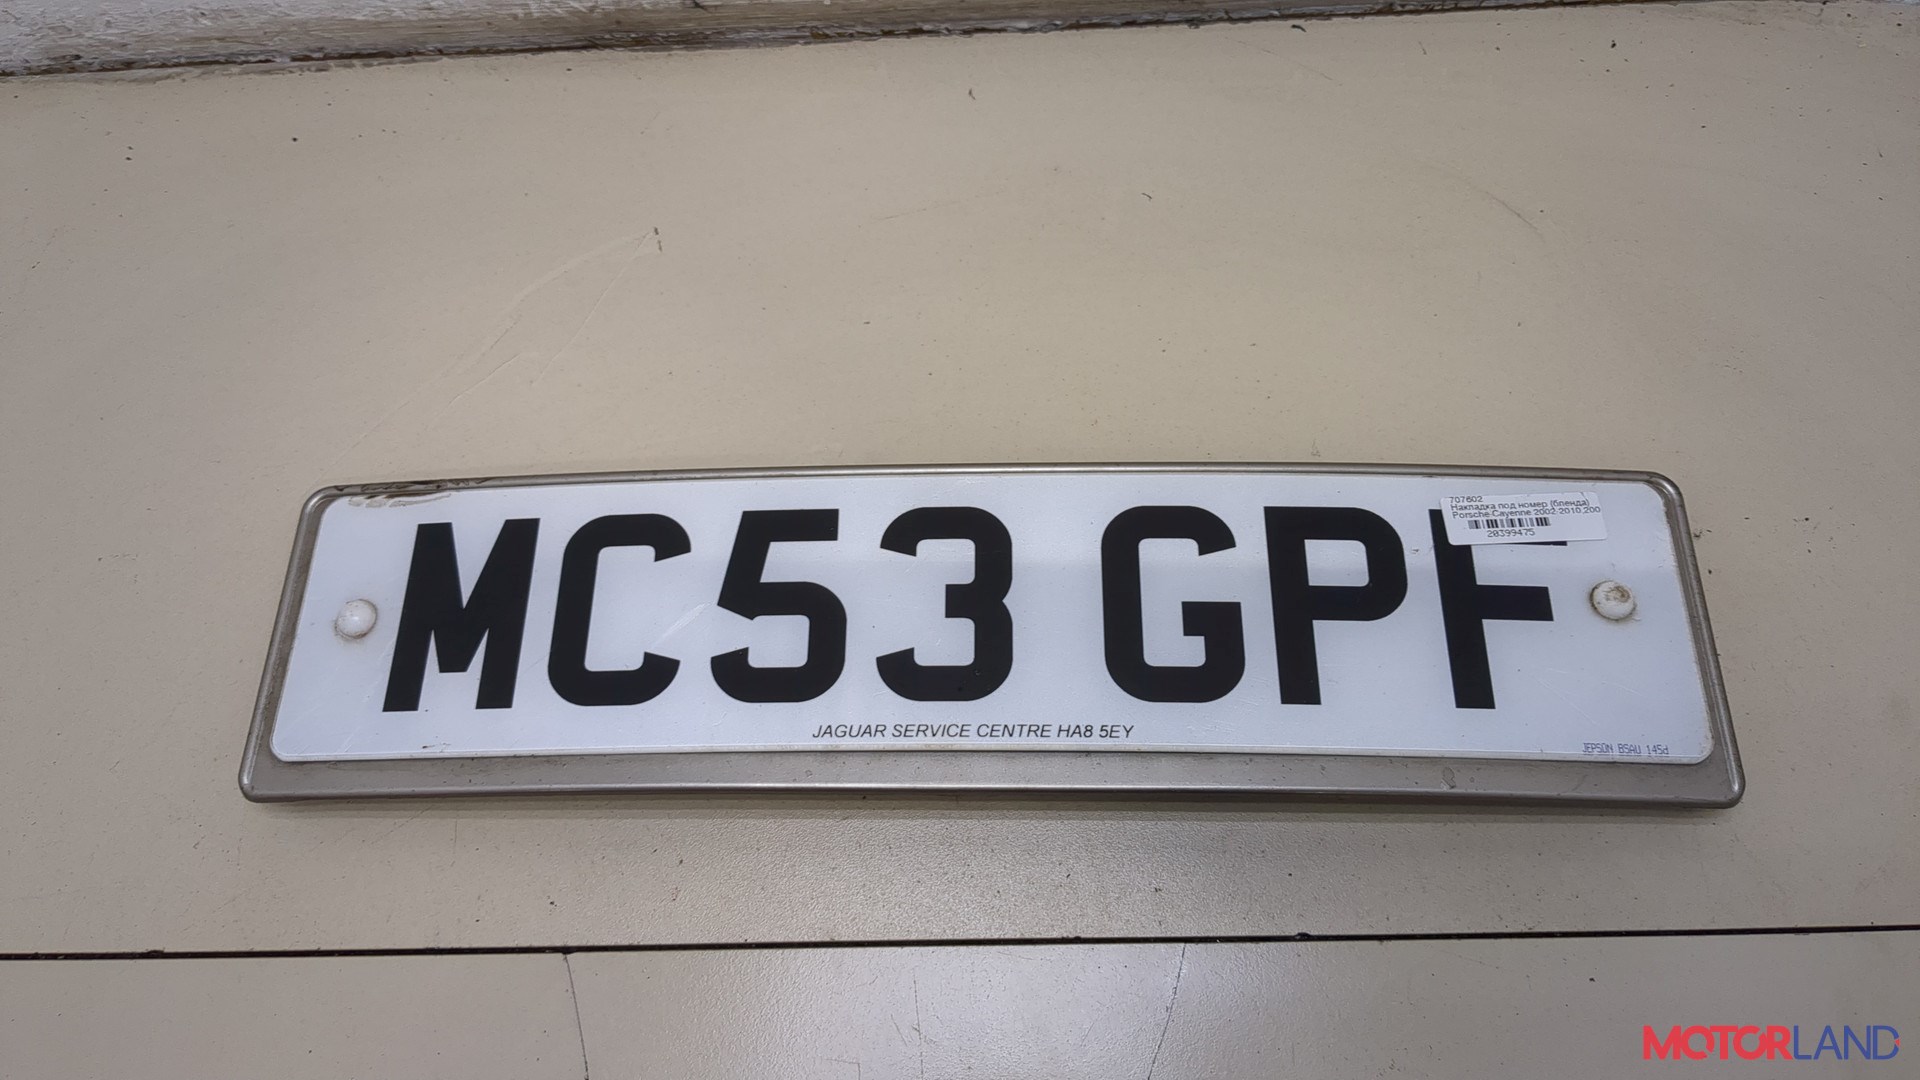 MC53 GPF
707602
Накладка под номер (бленда)
Porsche Cayenne 2002-2010,200
20399475
JAGUAR SERVICE CENTRE HA8 5EY
JEPSON BSAU 145d
MOTORLAND